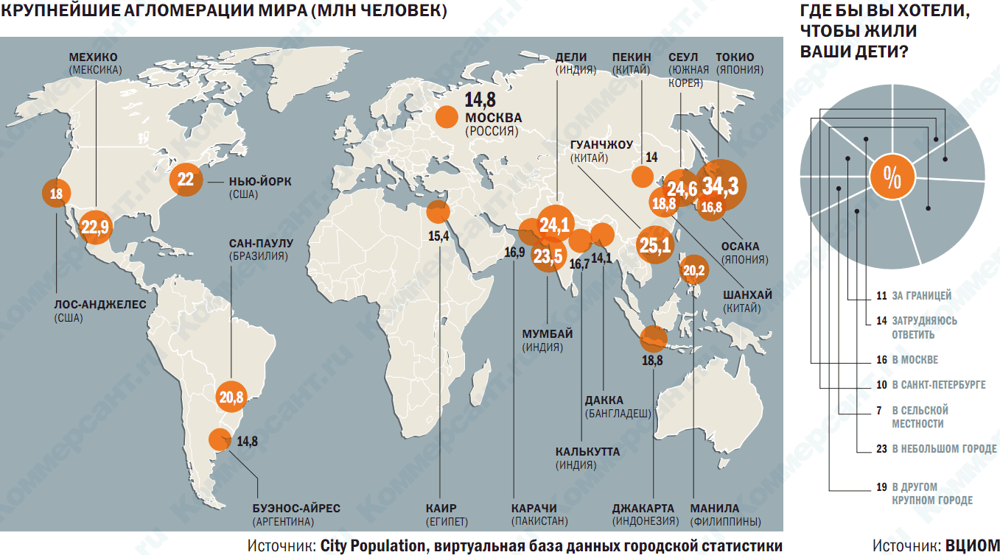 КРУПНЕЙШИЕ АГЛОМЕРАЦИИ МИРА (МЛН ЧЕЛОВЕК)
МЕХИКО
(МЕКСИКА)
ДЕЛИ
(ИНДИЯ)
ПЕКИН
(КИТАЙ)
СЕУЛ
(ЮЖНАЯ
КОРЕЯ)
ТОКИО
(ЯПОНИЯ)
14,8
МОСКВА
(РОССИЯ)
ГУАНЧЖОУ
(КИТАЙ)
14
22
НЬЮ-ЙОРК
(США)
18
22,9
24,6
34,3
18,8
16,8
15,4
24,1
16,9
23,5
16,7
14,1
25,1
20,2
САН-ПАУЛУ
(БРАЗИЛИЯ)
ОСАКА
(ЯПОНИЯ)
ЛОС-АНДЖЕЛЕС
(США)
ШАНХАЙ
(КИТАЙ)
МУМБАЙ
(ИНДИЯ)
18,8
20,8
14,8
ДАККА
(БАНГЛАДЕШ)
КАЛЬКУТТА
(ИНДИЯ)
БУЭНОС-АЙРЕС
(АРГЕНТИНА)
КАИР
(ЕГИПЕТ)
КАРАЧИ
(ПАКИСТАН)
ДЖАКАРТА
(ИНДОНЕЗИЯ)
МАНИЛА
(ФИЛИППИНЫ)
Источник: City Population, виртуальная база данных городской статистики
ГДЕ БЫ ВЫ ХОТЕЛИ,
ЧТОБЫ ЖИЛИ
ВАШИ ДЕТИ?
%
11 ЗА ГРАНИЦЕЙ
14 ЗАТРУДНЯЮСЬ
ОТВЕТИТЬ
16 В МОСКВЕ
10 В САНКТ-ПЕТЕРБУРГЕ
7 В СЕЛЬСКОЙ
МЕСТНОСТИ
23 В НЕБОЛЬШОМ ГОРОДЕ
19 В ДРУГОМ
КРУПНОМ ГОРОДЕ
Источник: ВЦИОМ
Коммерсант.ru